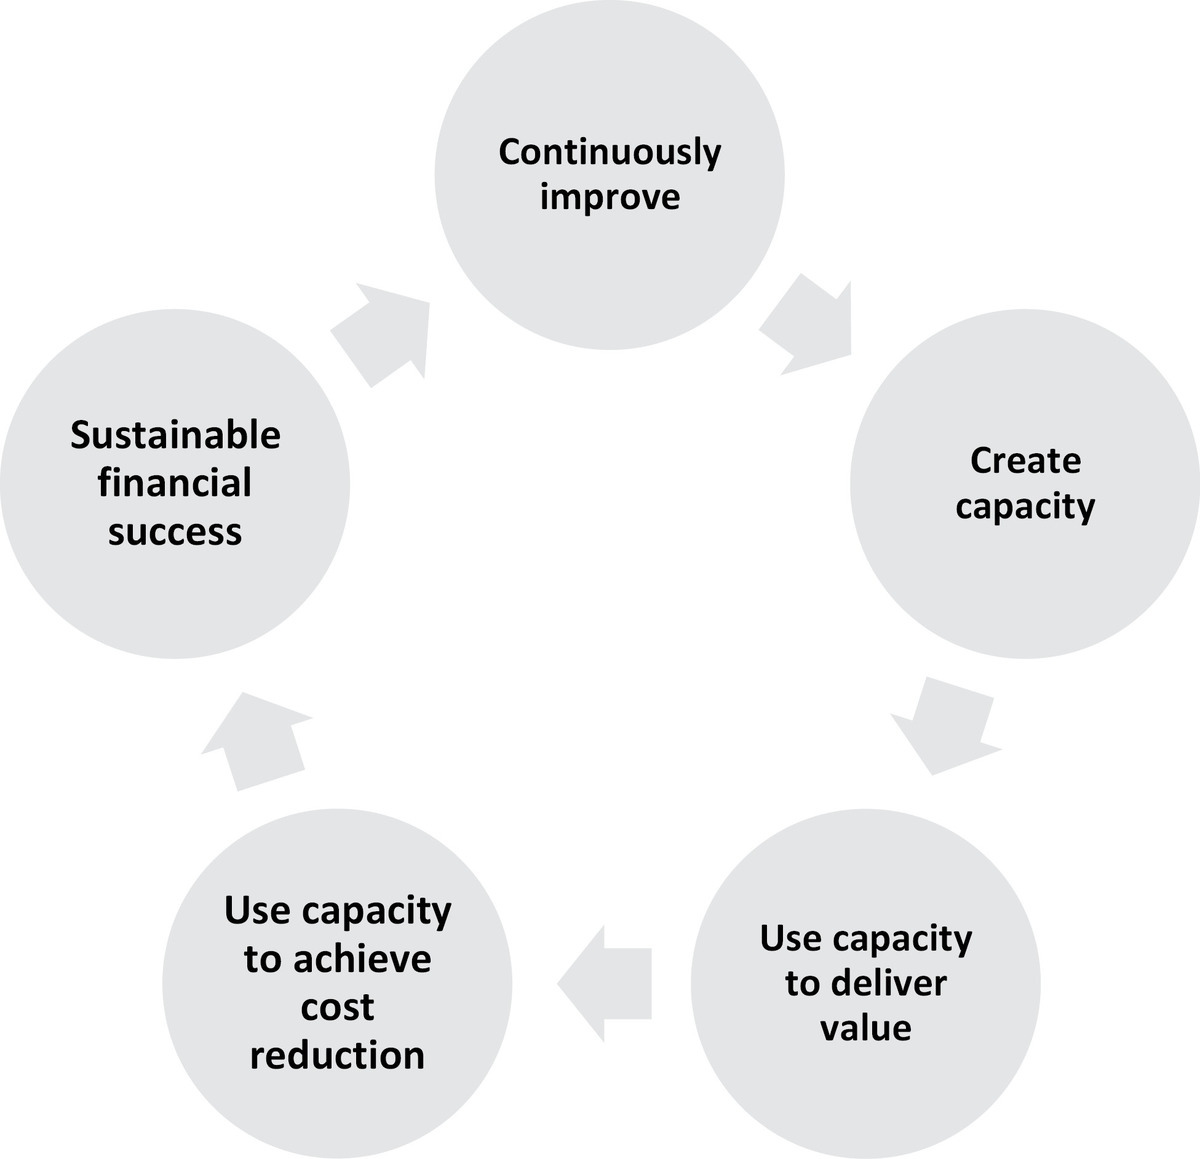 Continuously
improve
Create
capacity
Use capacity
to deliver
value
Use capacity
to achieve
cost
reduction
Sustainable
financial
success